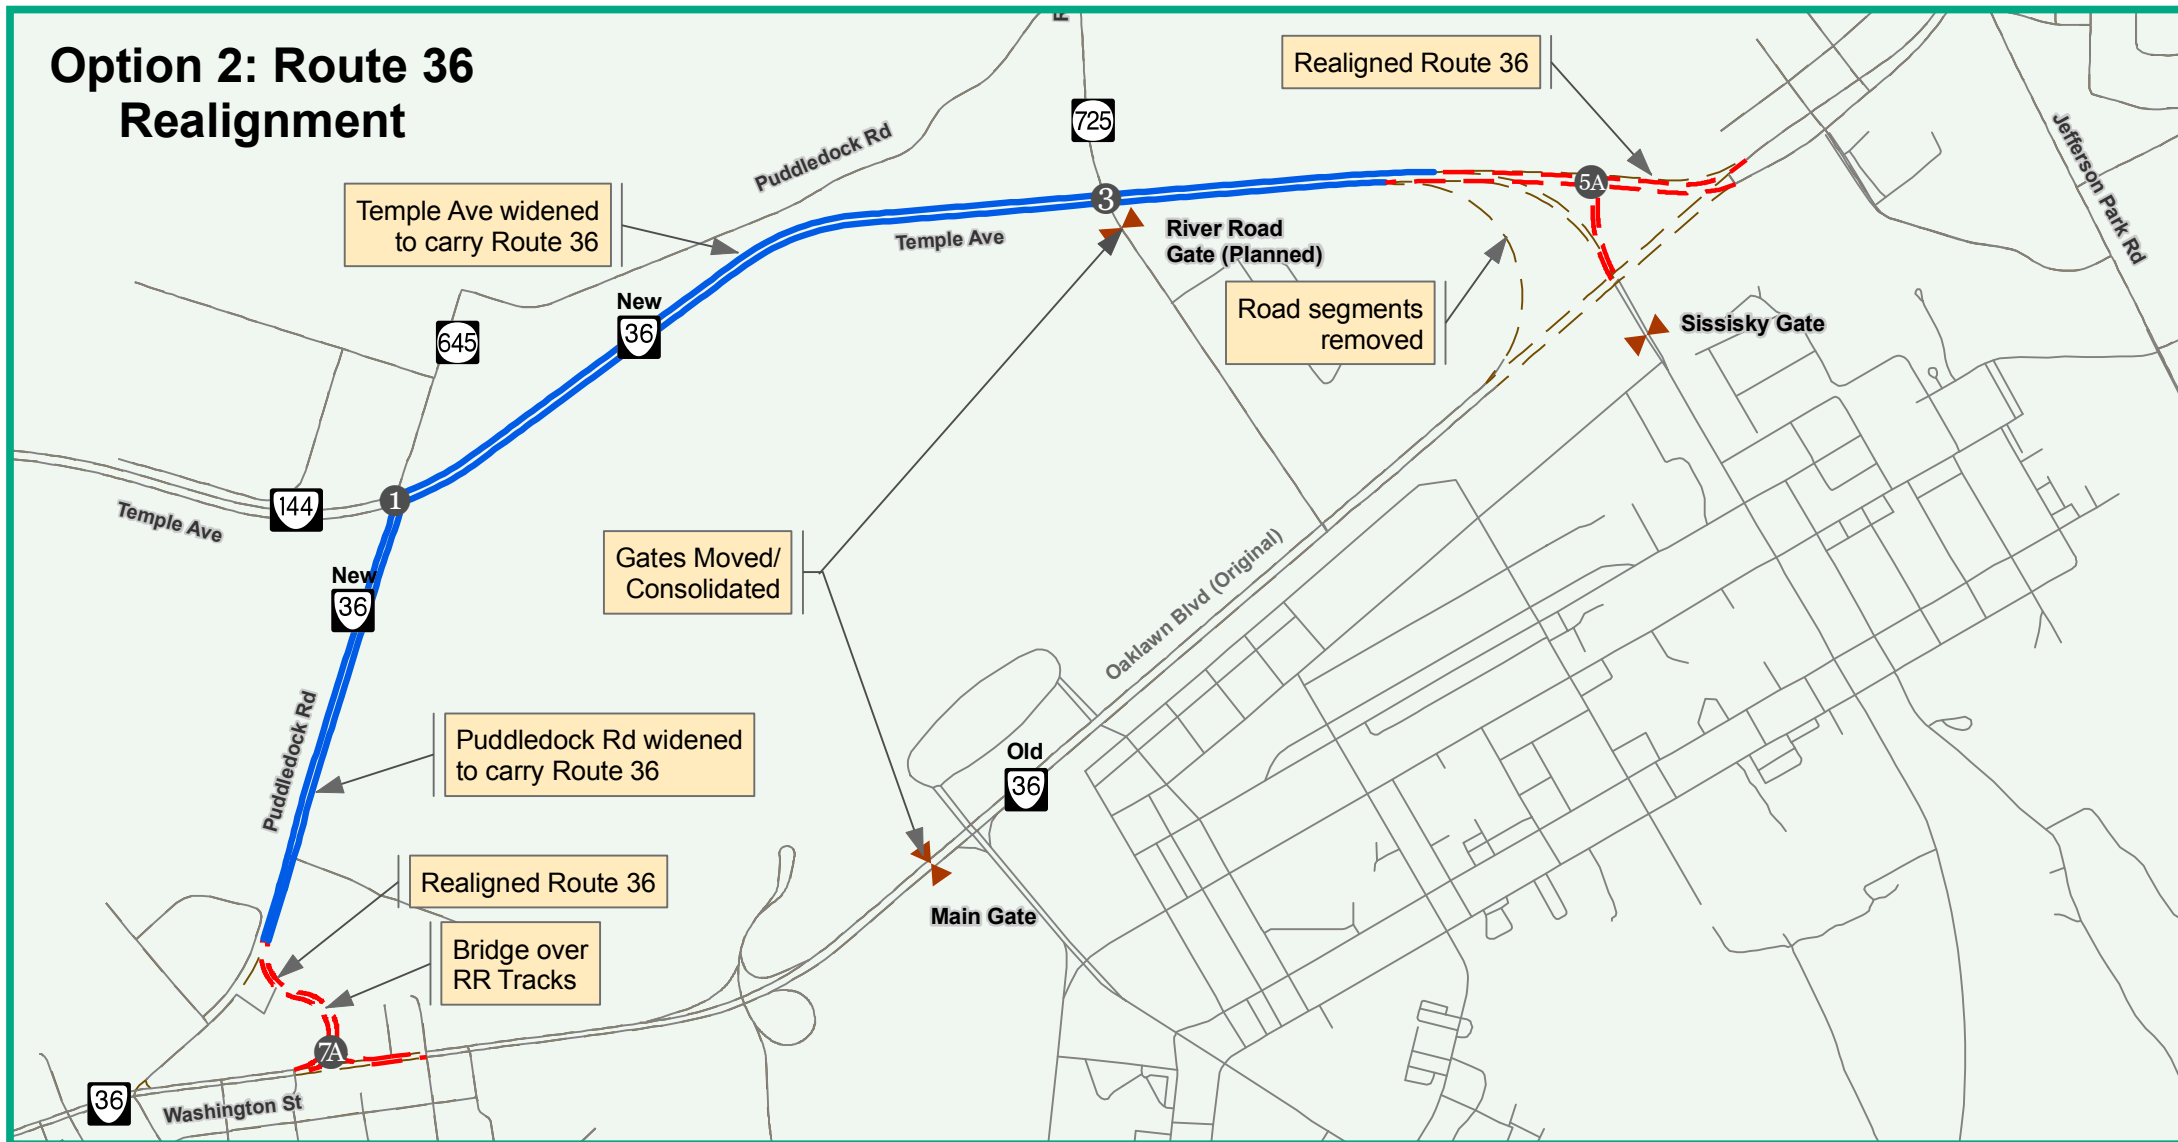 Option 2: Route 36
Realignment
R
Realigned Route 36
725
Puddledock Rd
Jefferson Park Rd
Temple Ave widened
to carry Route 36
3
5A
Temple Ave
River Road
Gate (Planned)
New
36
645
Road segments
removed
Sissisky Gate
144
1
Temple Ave
Gates Moved/
Consolidated
New
36
Oaklawn Blvd (Original)
Puddledock Rd
Puddledock Rd widened
to carry Route 36
Old
36
Realigned Route 36
Main Gate
Bridge over
RR Tracks
7A
36
Washington St